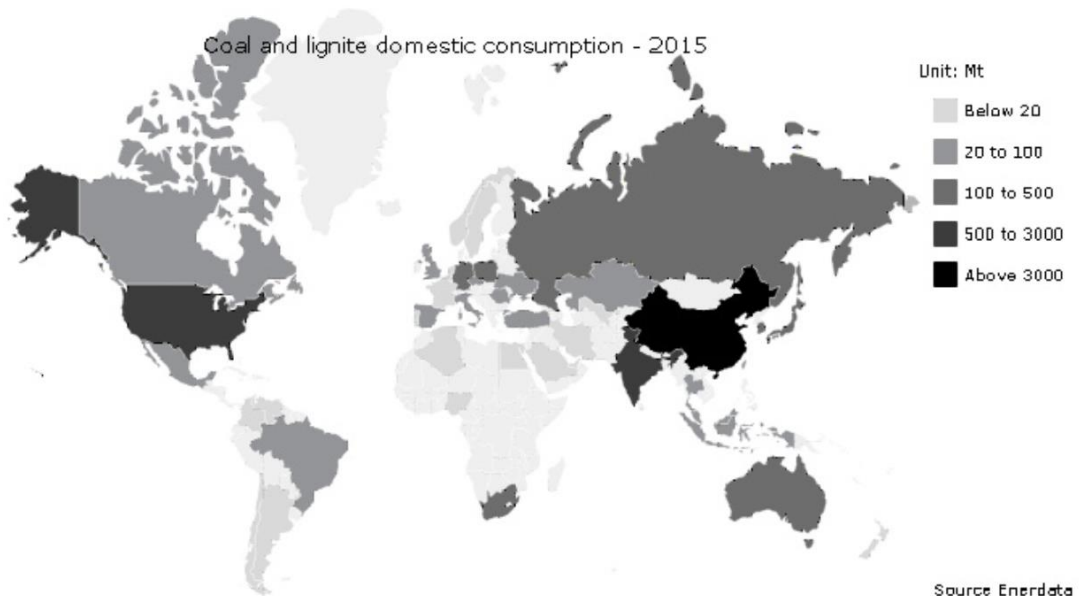 Coal and lignite domestic consumption - 2015
Unit: Mt
Below 20
20 to 100
100 to 500
500 to 3000
Above 3000
Source Enerdata